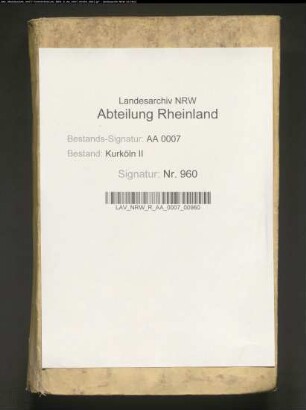 Landesarchiv NRW
Abteilung Rheinland
Bestands-Signatur: AA 0007
Bestand: Kurköln II
Signatur: Nr. 960
LAV_NRW_R_AA_0007_00960